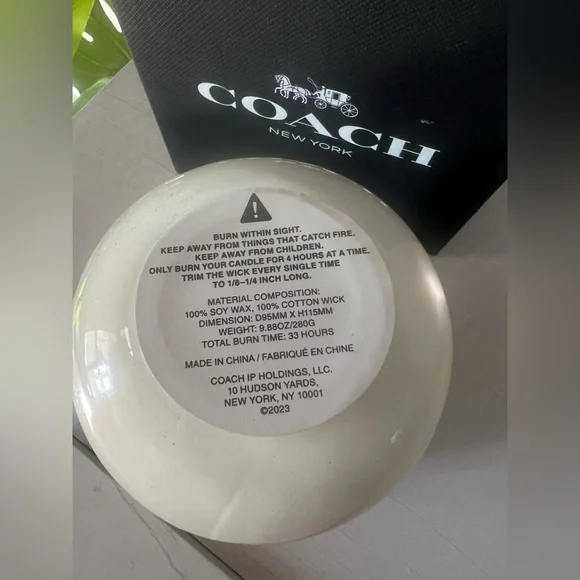 COACH
NEW YORK
BURN WITHIN SIGHT.
KEEP AWAY FROM THINGS THAT CATCH FIRE.
KEEP AWAY FROM CHILDREN.
ONLY BURN YOUR CANDLE FOR 4 HOURS AT A TIME.
TRIM THE WICK EVERY SINGLE TIME
TO 1/8–1/4 INCH LONG.
MATERIAL COMPOSITION:
100% SOY WAX, 100% COTTON WICK
DIMENSION: D95MM X H115MM
WEIGHT: 9.88OZ/280G
TOTAL BURN TIME: 33 HOURS
MADE IN CHINA / FABRIQUÉ EN CHINE
COACH IP HOLDINGS, LLC.
10 HUDSON YARDS,
NEW YORK, NY 10001
©2023